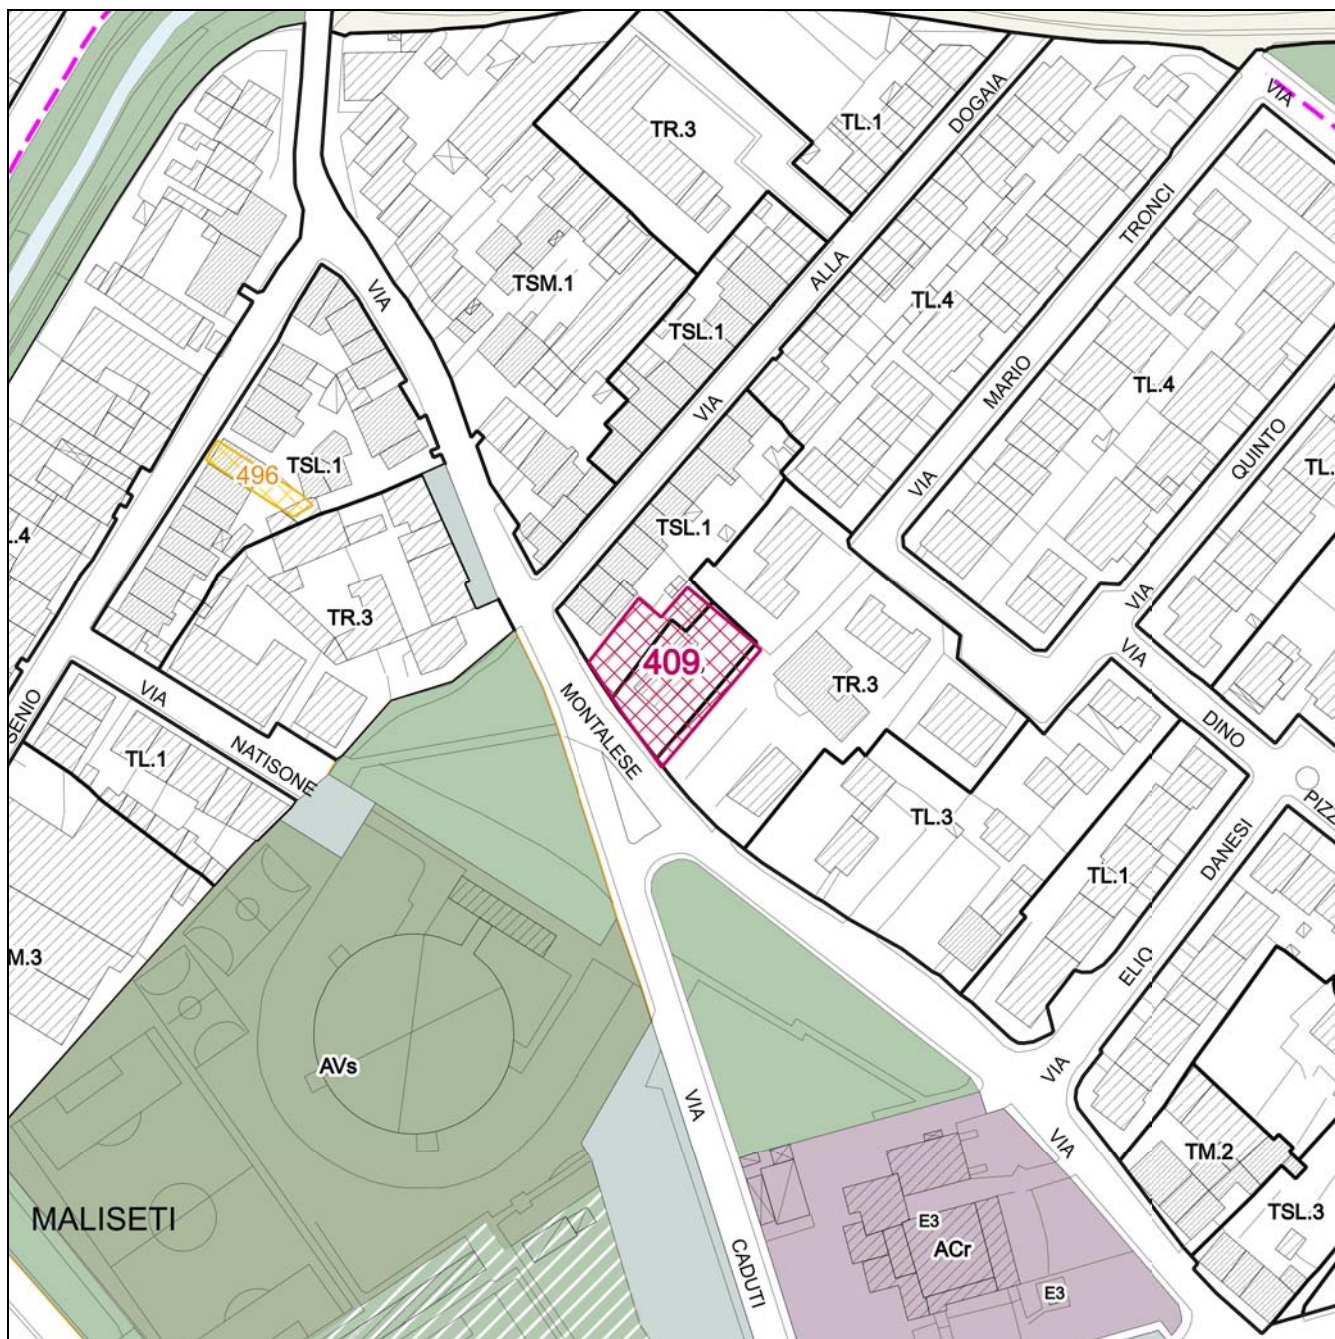 VIA
TR.3
TL.1
DOGAIA
VIA
TSM.1
ALLA
TRONCI
TL.4
TSL.1
MARIO
TL.4
VIA
QUINTO
TSL.1
496
VIA
TL.
.4
TSL.1
TR.3
VIA
VIA
409
TR.3
SENIO
VIA
NATISONE
MONTALESE
DINO
TL.1
TL.3
PIZZ
DANESI
TL.1
M.3
ELIO
AVs
VIA
VIA
VIA
TM.2
MALISETI
E3
ACr
TSL.3
CADUTI
E3